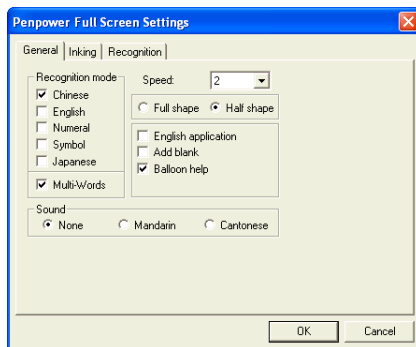 Penpower Full Screen Settings
General Inking Recognition
Recognition mode
Chinese
English
Numeral
Symbol
Japanese
Multi-Words
Speed: 2
Full shape Half shape
English application
Add blank
Balloon help
Sound
None Mandarin Cantonese
OK Cancel